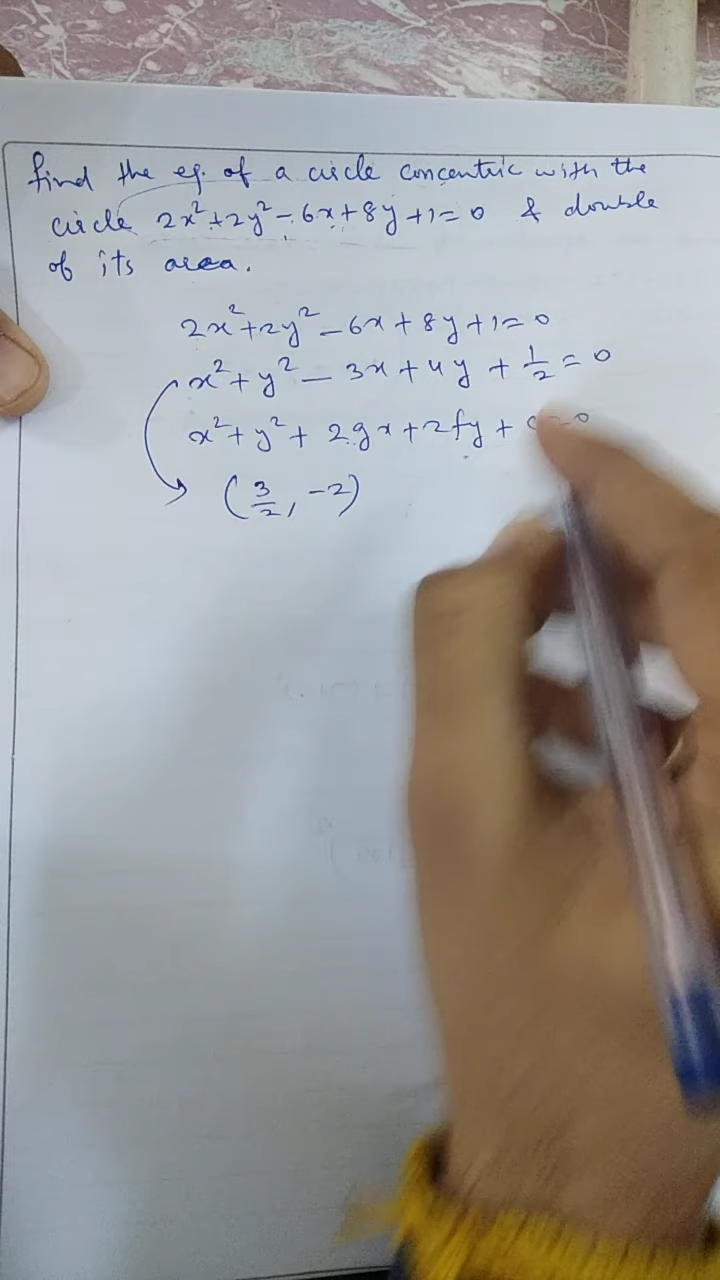 find the eq. of a circle concentric with the
circle 2x²+2y²-6x+8y+1=0 & double
of its area.
2x²+2y²-6x+8y+1=0
x²+y²-3x+4y+1/2=0
x²+y²+2gx+2fy+ =0
(3/2, -2)